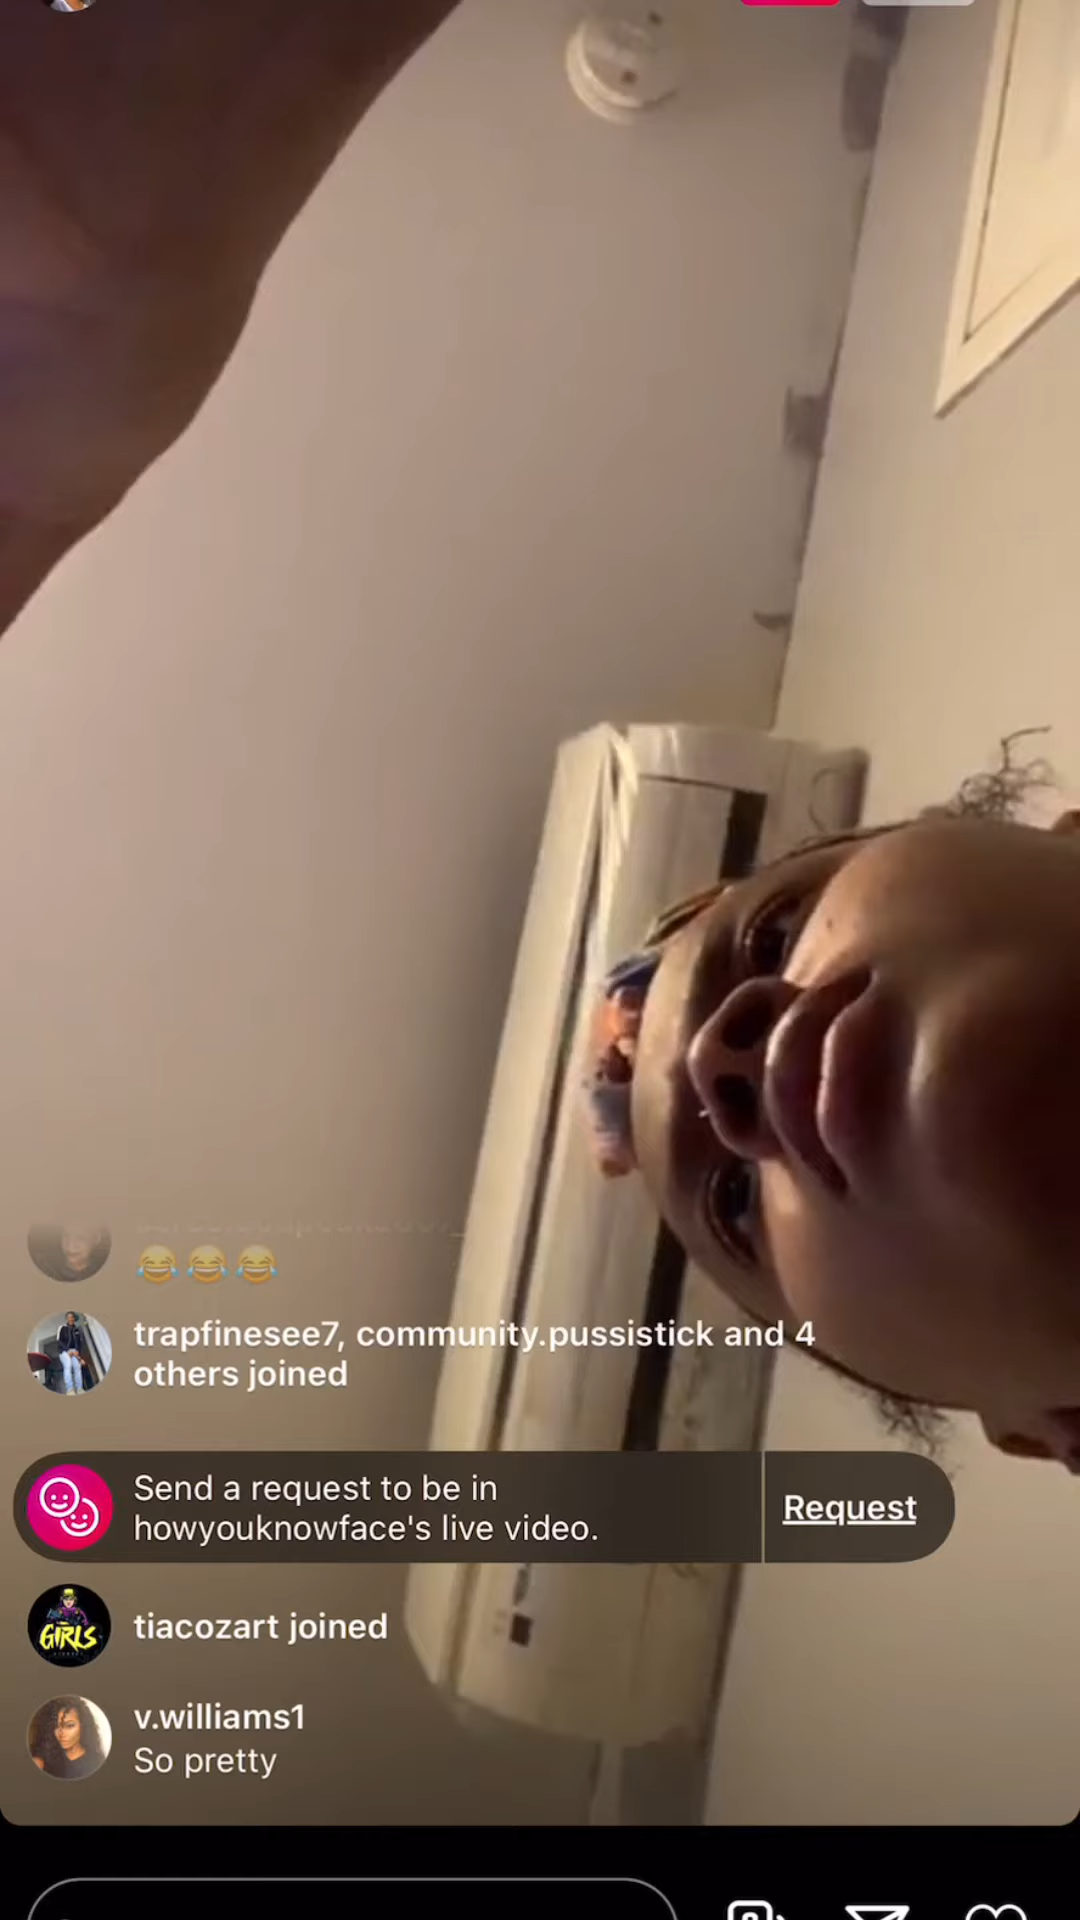 😂😂😂
trapfinesee7, community.pussistick and 4
others joined
Send a request to be in
howyouknowface's live video.
Request
tiacozart joined
GIRLS
v.williams1
So pretty